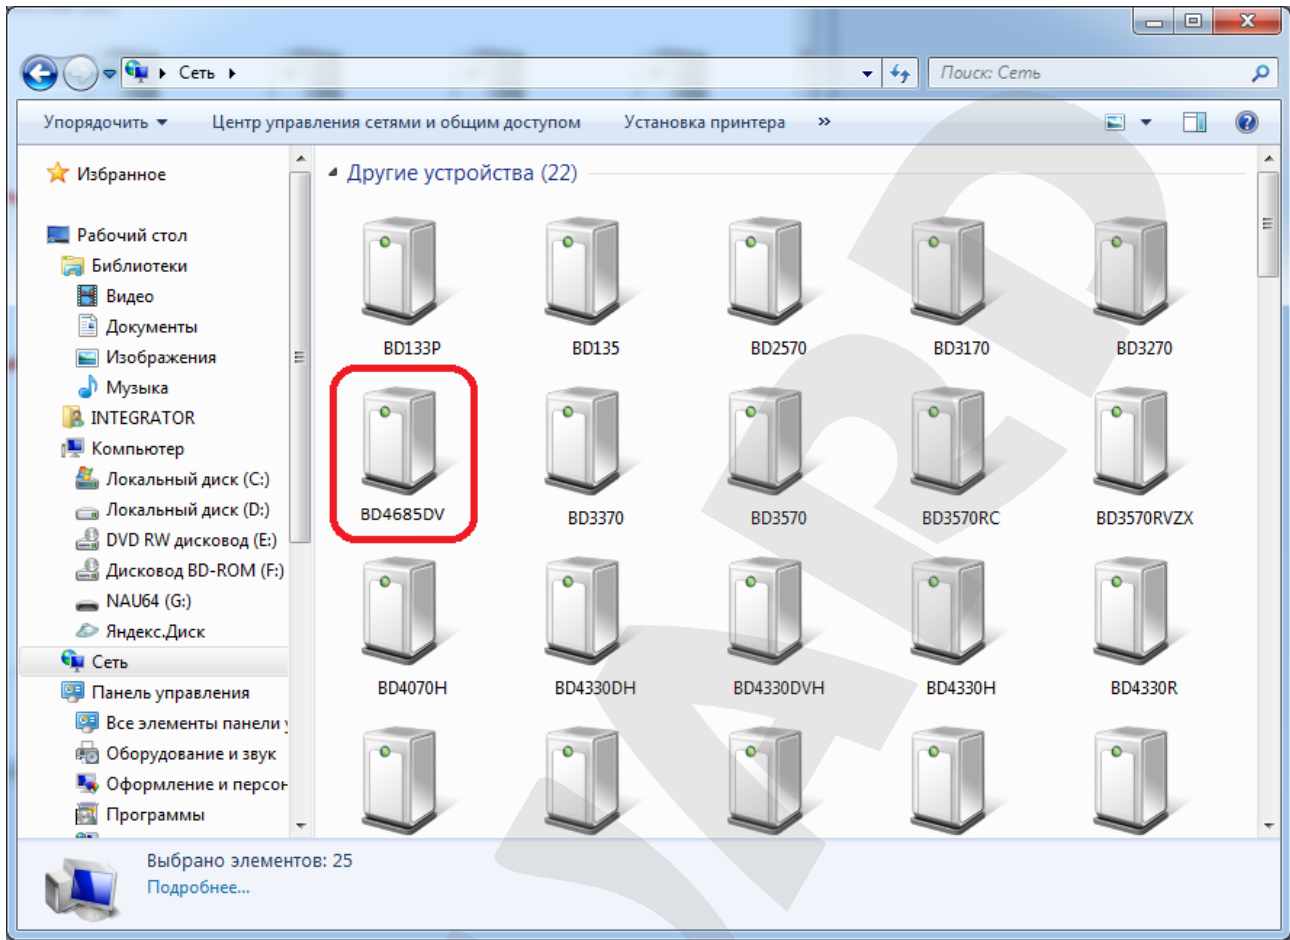 Сеть
Поиск: Сеть
Упорядочить
Центр управления сетями и общим доступом
Установка принтера
»
Избранное
Рабочий стол
Библиотеки
Видео
Документы
Изображения
Музыка
INTEGRATOR
Компьютер
Локальный диск (C:)
Локальный диск (D:)
DVD RW дисковод (E:)
Дисковод BD-ROM (F:)
NAU64 (G:)
Яндекс.Диск
Сеть
Панель управления
Все элементы панели
Оборудование и звук
Оформление и персон
Программы
Другие устройства (22)
BD133P BD135 BD2570 BD3170 BD3270
BD4685DV BD3370 BD3570 BD3570RC BD3570RVZX
BD4070H BD4330DH BD4330DVH BD4330H BD4330R
Выбрано элементов: 25
Подробнее...